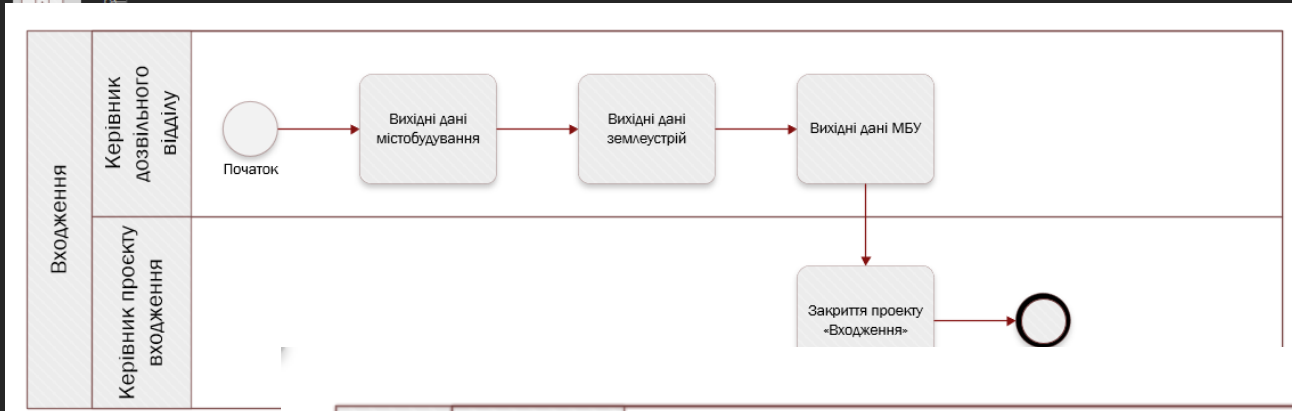 Входження
Керівник
дозвільного
відділу
Початок
Вихідні дані
містобудування
Вихідні дані
землеустрій
Вихідні дані МБУ
Керівник проєкту
входження
Закриття проекту
«Входження»